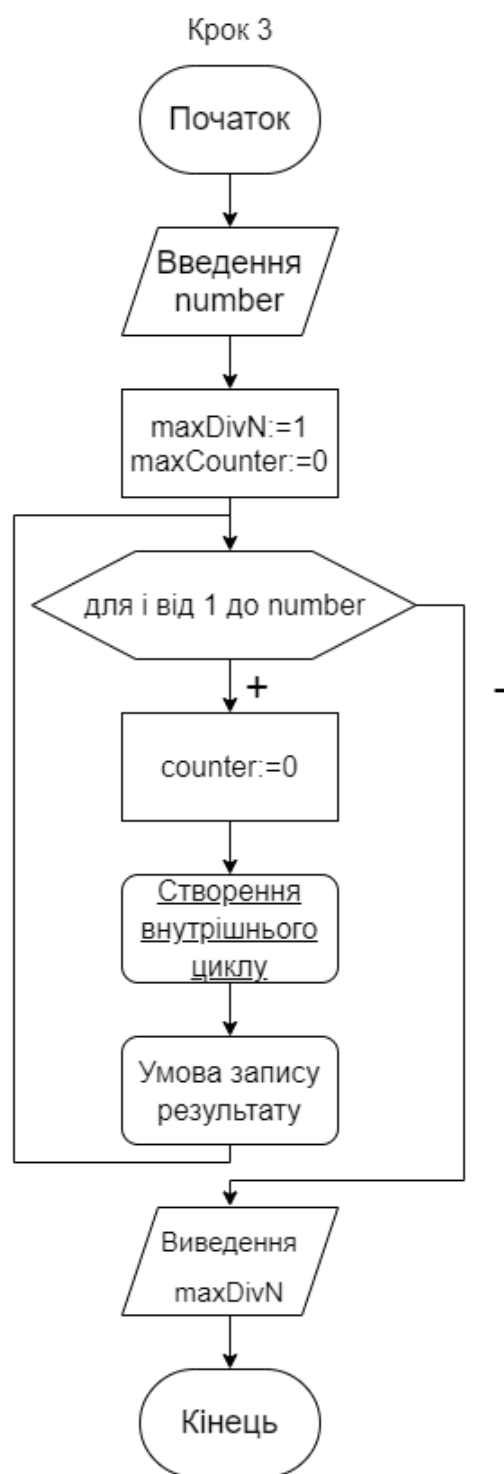 Крок 3
Початок
Введення
number
maxDivN:=1
maxCounter:=0
для і від 1 до number
+
-
counter:=0
Створення
внутрішнього
циклу
Умова запису
результату
Виведення
maxDivN
Кінець